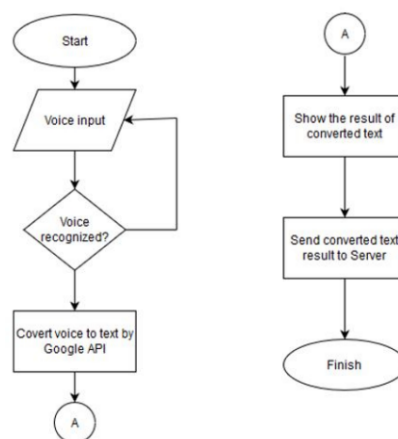 Start
Voice input
Voice
recognized?
Covert voice to text by
Google API
A
A
Show the result of
converted text
Send converted text
result to Server
Finish